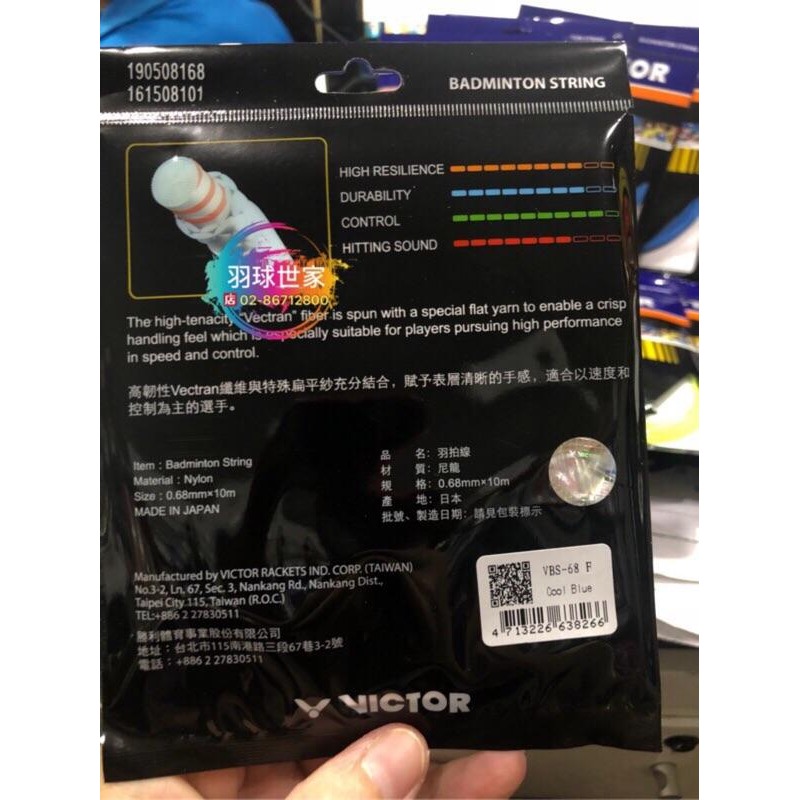 190508168
161508101
BADMINTON STRING
VICTOR
HIGH RESILIENCE
DURABILITY
CONTROL
HITTING SOUND
羽球世家
店 02-86712800
The high-tenacity "Vectran" fiber is spun with a special flat yarn to enable a crisp
handling feel which is especially suitable for players pursuing high performance
in speed and control.
高韌性Vectran纖維與特殊扁平紗充分結合，賦予表層清晰的手感，適合以速度和
控制為主的選手。
Item : Badminton String
Material : Nylon
Size : 0.68mm×10m
MADE IN JAPAN
品 名: 羽拍線
材 質: 尼龍
規 格: 0.68mm×10m
產 地: 日本
批號、製造日期: 請見包裝標示
VBS-68 F
Cool Blue
4 713226 638266
Manufactured by VICTOR RACKETS IND. CORP. (TAIWAN)
No.3-2, Ln. 67, Sec. 3, Nankang Rd., Nankang Dist.,
Taipei City 115, Taiwan (R.O.C.)
TEL:+886 2 27830511
勝利體育事業股份有限公司
地址 : 台北市115南港路三段67巷3-2號
電話 : +886 2 27830511
VICTOR